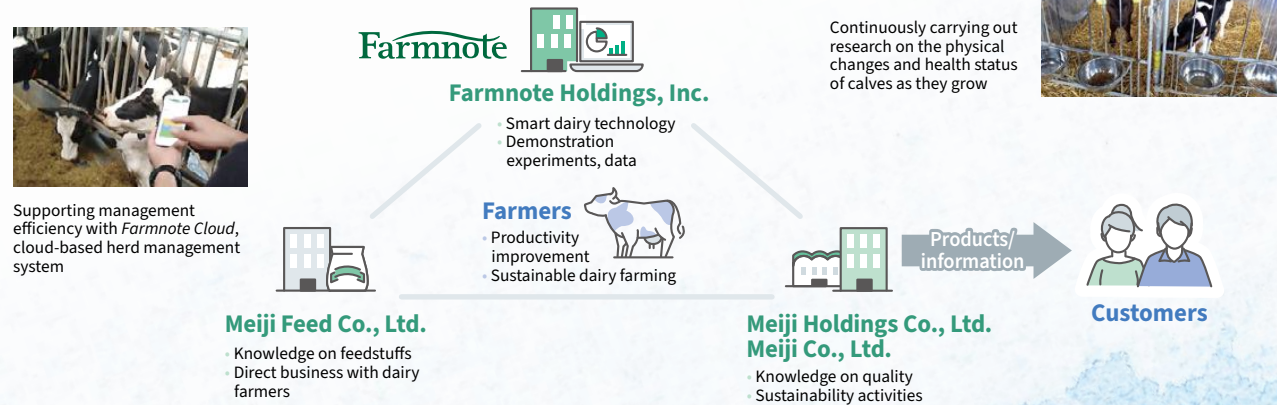 Farmnote
Farmnote Holdings, Inc.
• Smart dairy technology
• Demonstration
experiments, data
Continuously carrying out
research on the physical
changes and health status
of calves as they grow
Supporting management
efficiency with Farmnote Cloud,
cloud-based herd management
system
Farmers
• Productivity
improvement
• Sustainable dairy farming
Meiji Feed Co., Ltd.
• Knowledge on feedstuffs
• Direct business with dairy
farmers
Meiji Holdings Co., Ltd.
Meiji Co., Ltd.
• Knowledge on quality
• Sustainability activities
Products/
information
Customers